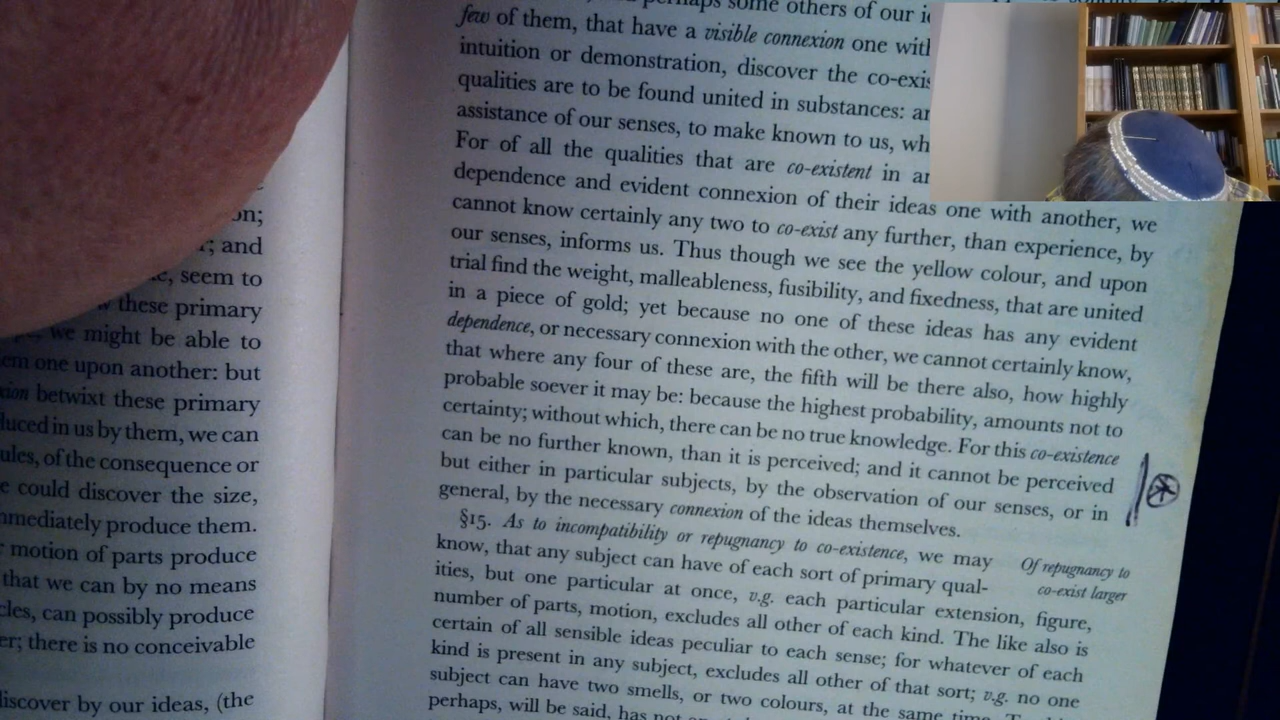 on;
; and
, seem to
these primary
we might be able to
em one upon another: but
xion betwixt these primary
duced in us by them, we can
ules, of the consequence or
e could discover the size,
mmediately produce them.
r motion of parts produce
that we can by no means
cles, can possibly produce
er; there is no conceivable
discover by our ideas, (the
perhaps some others of our i
few of them, that have a visible connexion one with
intuition or demonstration, discover the co-exis
qualities are to be found united in substances: a
assistance of our senses, to make known to us, wh
For of all the qualities that are co-existent in a
dependence and evident connexion of their ideas one with another, we
cannot know certainly any two to co-exist any further, than experience, by
our senses, informs us. Thus though we see the yellow colour, and upon
trial find the weight, malleableness, fusibility, and fixedness, that are united
in a piece of gold; yet because no one of these ideas has any evident
dependence, or necessary connexion with the other, we cannot certainly know,
that where any four of these are, the fifth will be there also, how highly
probable soever it may be: because the highest probability, amounts not to
certainty; without which, there can be no true knowledge. For this co-existence
can be no further known, than it is perceived; and it cannot be perceived
but either in particular subjects, by the observation of our senses, or in
general, by the necessary connexion of the ideas themselves.
§15. As to incompatibility or repugnancy to co-existence, we may
know, that any subject can have of each sort of primary qual-
ities, but one particular at once, v.g. each particular extension, figure,
number of parts, motion, excludes all other of each kind. The like also is
certain of all sensible ideas peculiar to each sense; for whatever of each
kind is present in any subject, excludes all other of that sort; v.g. no one
subject can have two smells, or two colours, at the same time.
perhaps, will be said, has not
Of repugnancy to
co-exist larger